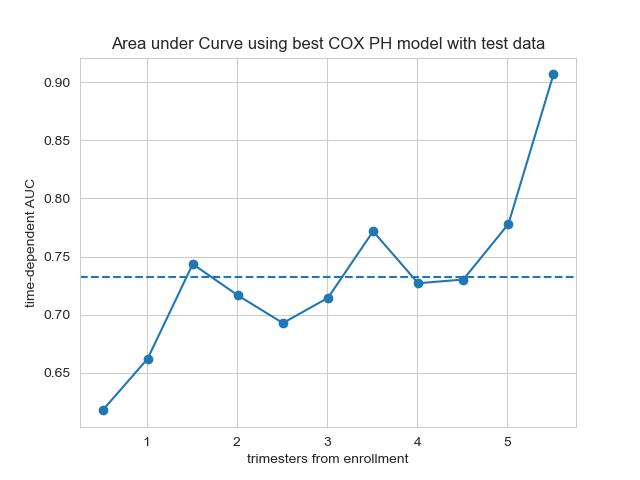 Area under Curve using best COX PH model with test data
time-dependent AUC
0.90
0.85
0.80
0.75
0.70
0.65
1 2 3 4 5
trimesters from enrollment